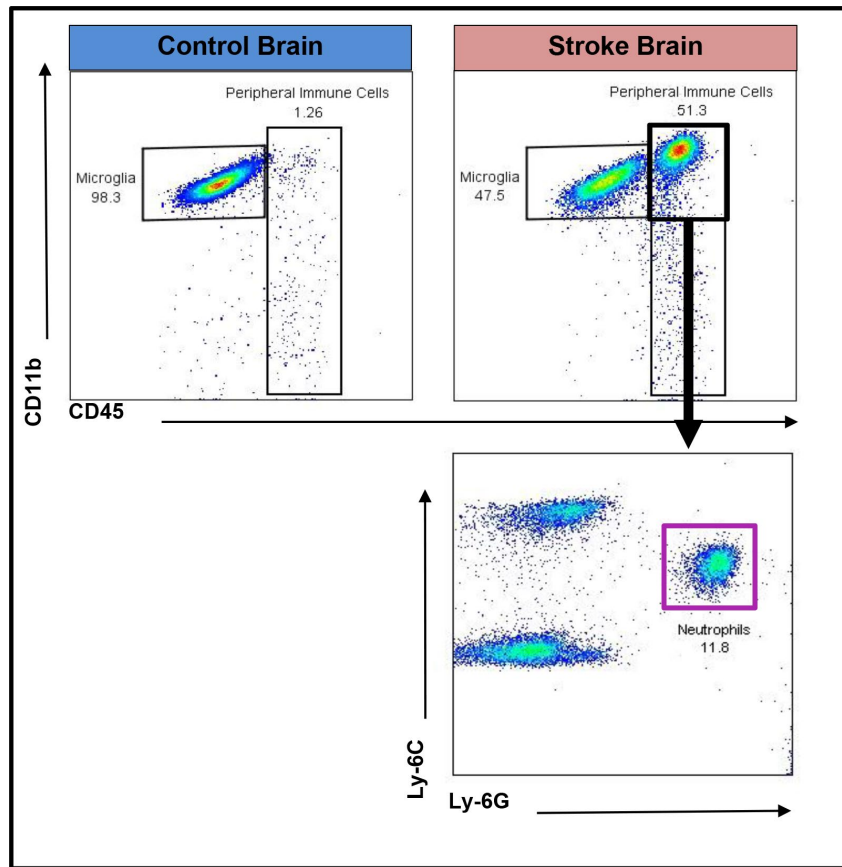 Control Brain
Stroke Brain
Peripheral Immune Cells
1.26
Microglia
98.3
Peripheral Immune Cells
51.3
Microglia
47.5
CD11b
CD45
Neutrophils
11.8
Ly-6C
Ly-6G